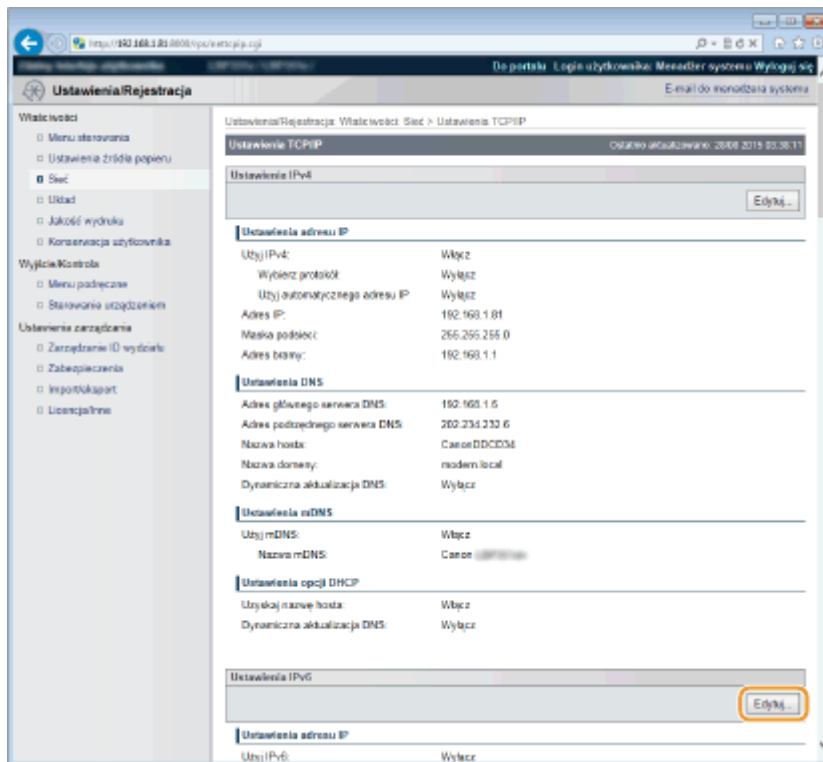 Do portalu Login użytkownika: Menadżer systemu Wyloguj się
Ustawienia/Rejestracja
E-mail do menadżera systemu
Właściwości
Menu sterowania
Ustawienia źródła papieru
Sieć
Układ
Jakość wydruku
Konserwacja użytkownika
Wyjście/Kontrola
Menu podręczne
Sterowanie urządzeniem
Ustawienia zarządzania
Zarządzanie ID wydziału
Zabezpieczenia
Import/eksport
Licencja/Inne
Ustawienia/Rejestracja: Właściwości: Sieć > Ustawienia TCP/IP
Ustawienia TCP/IP
Ostatnio aktualizowano: 2015
Ustawienia IPv4
Edytuj...
Ustawienia adresu IP
Użyj IPv4: Włącz
Wybierz protokół: Wyłącz
Użyj automatycznego adresu IP Wyłącz
Adres IP: 192.168.1.81
Maska podsieci: 255.255.255.0
Adres bramy: 192.168.1.1
Ustawienia DNS
Adres głównego serwera DNS: 192.168.1.5
Adres podrzędnego serwera DNS: 202.234.232.6
Nazwa hosta: CanonDDCD34
Nazwa domeny: modern.local
Dynamiczna aktualizacja DNS: Wyłącz
Ustawienia mDNS
Użyj mDNS: Włącz
Nazwa mDNS: Canon
Ustawienia opcji DHCP
Uzyskaj nazwę hosta: Włącz
Dynamiczna aktualizacja DNS: Wyłącz
Ustawienia IPv6
Edytuj...
Ustawienia adresu IP
Użyj IPv6: Wyłącz